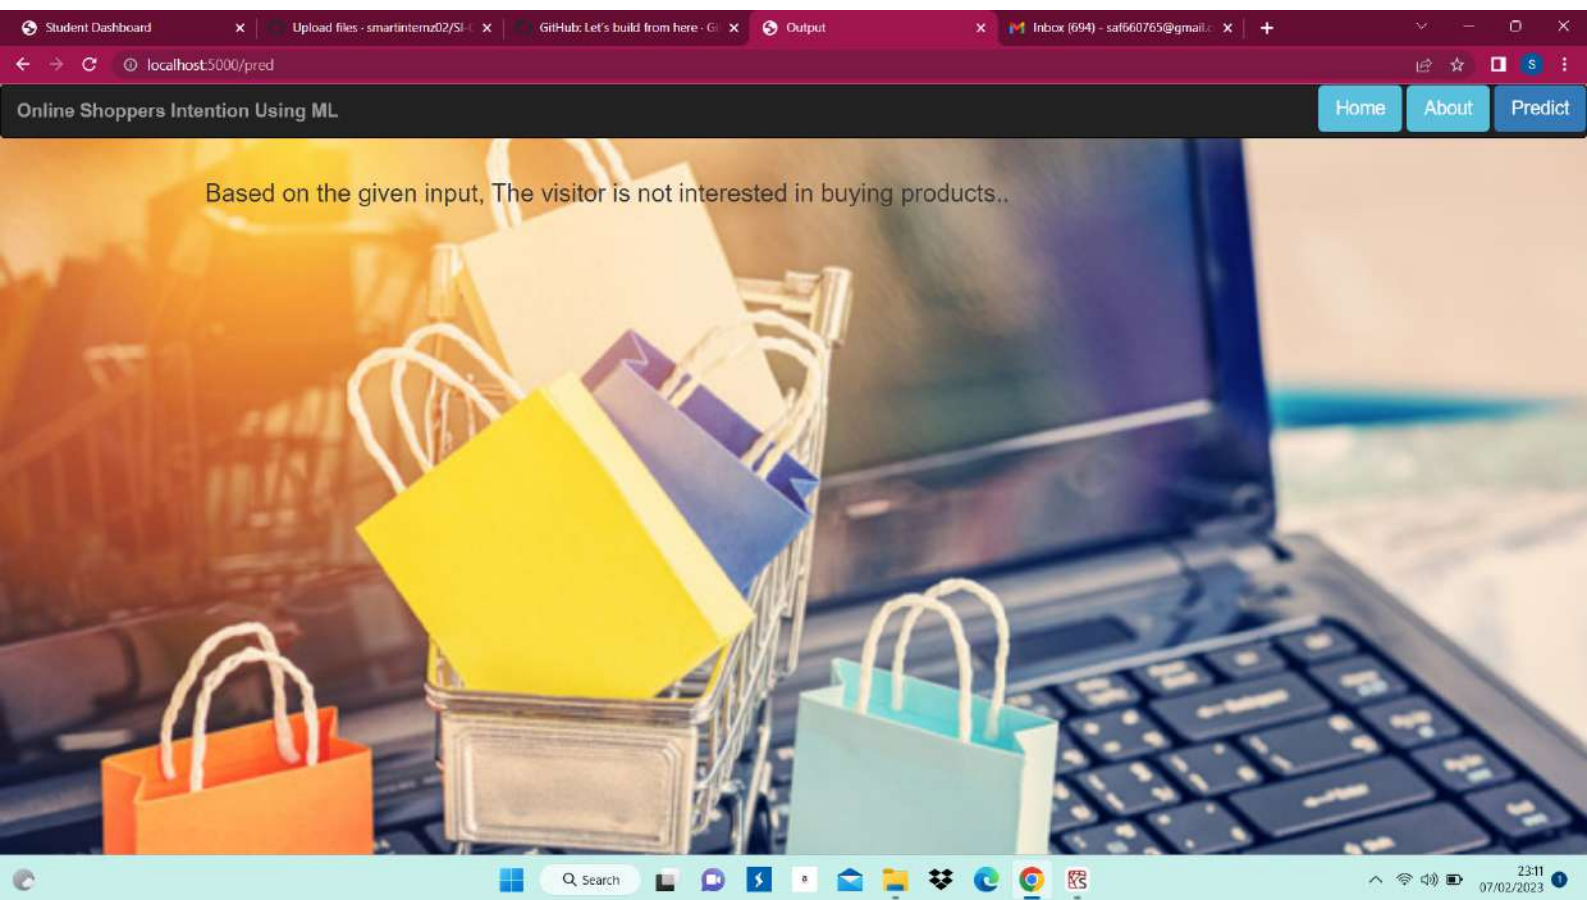 Student Dashboard
Upload files · smartinternz02/SI-G
GitHub: Let's build from here · Gi
Output
Inbox (694) - saf660765@gmail.c
localhost:5000/pred
S
Online Shoppers Intention Using ML
Home
About
Predict
Based on the given input, The visitor is not interested in buying products..
Search
a
23:11
07/02/2023
1